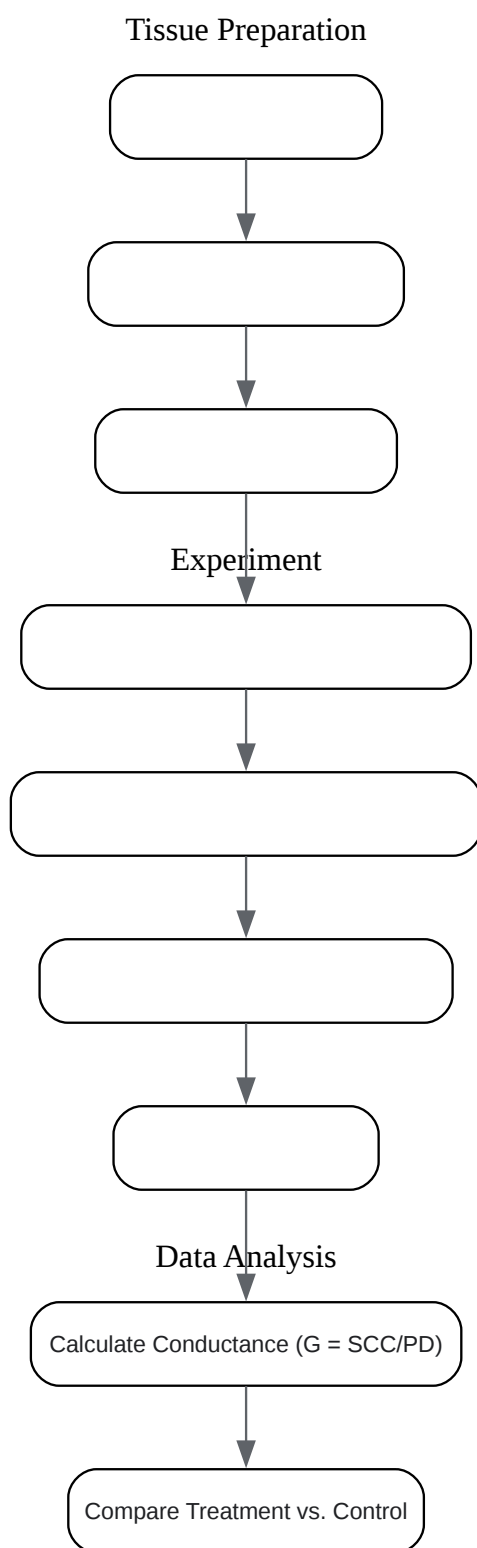 Tissue Preparation
Experiment
Data Analysis
Calculate Conductance (G = SCC/PD)
Compare Treatment vs. Control